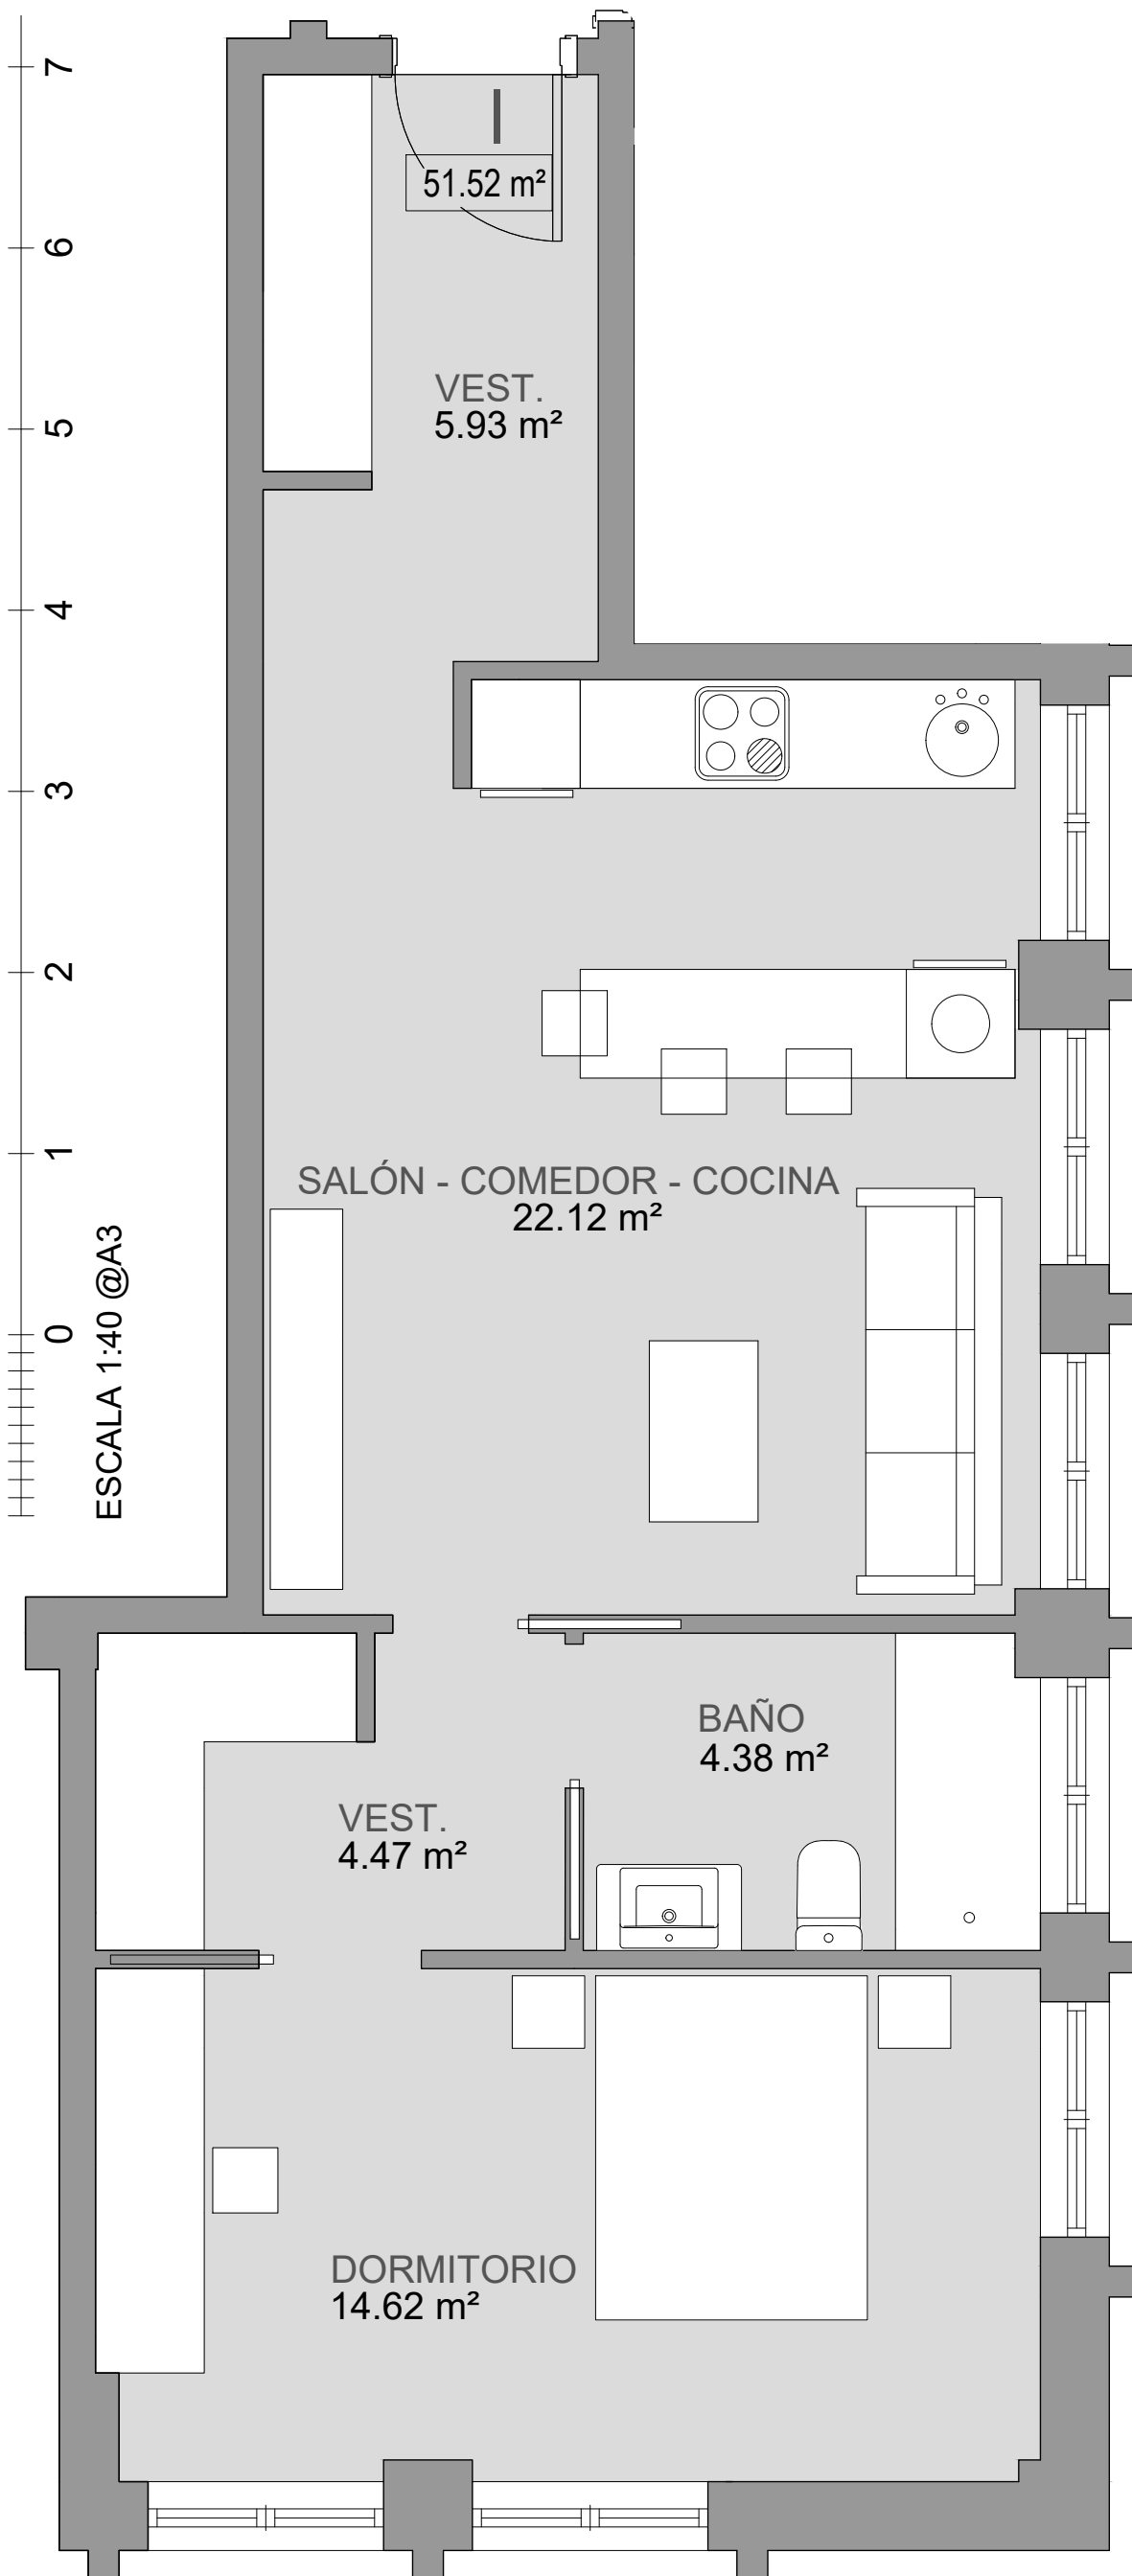 7
51.52 m²
6
VEST.
5.93 m²
5
4
3
2
1
SALÓN - COMEDOR - COCINA
22.12 m²
0
ESCALA 1:40 @A3
BAÑO
4.38 m²
VEST.
4.47 m²
DORMITORIO
14.62 m²